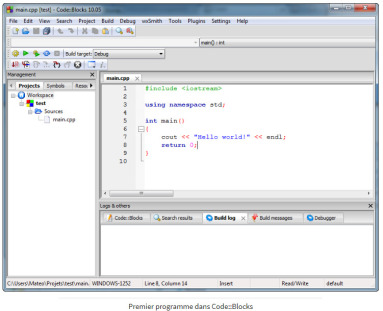 main.cpp [test] - Code::Blocks 10.05
File Edit View Search Project Build Debug wxSmith Tools Plugins Settings Help
main() : int
Build target: Debug
Management
Projects Symbols
Workspace
test
Sources
main.cpp
main.cpp
1 #include <iostream>
2
3 using namespace std;
4
5 int main()
6 {
7 cout << "Hello world!" << endl;
8 return 0;
9 }
10
Logs & others
Code::Blocks Search results Build log Build messages Debugger
C:\Users\Mateo\Projets\test\main. WINDOWS-1252 Line 8, Column 14 Insert Read/Write default
Premier programme dans Code::Blocks